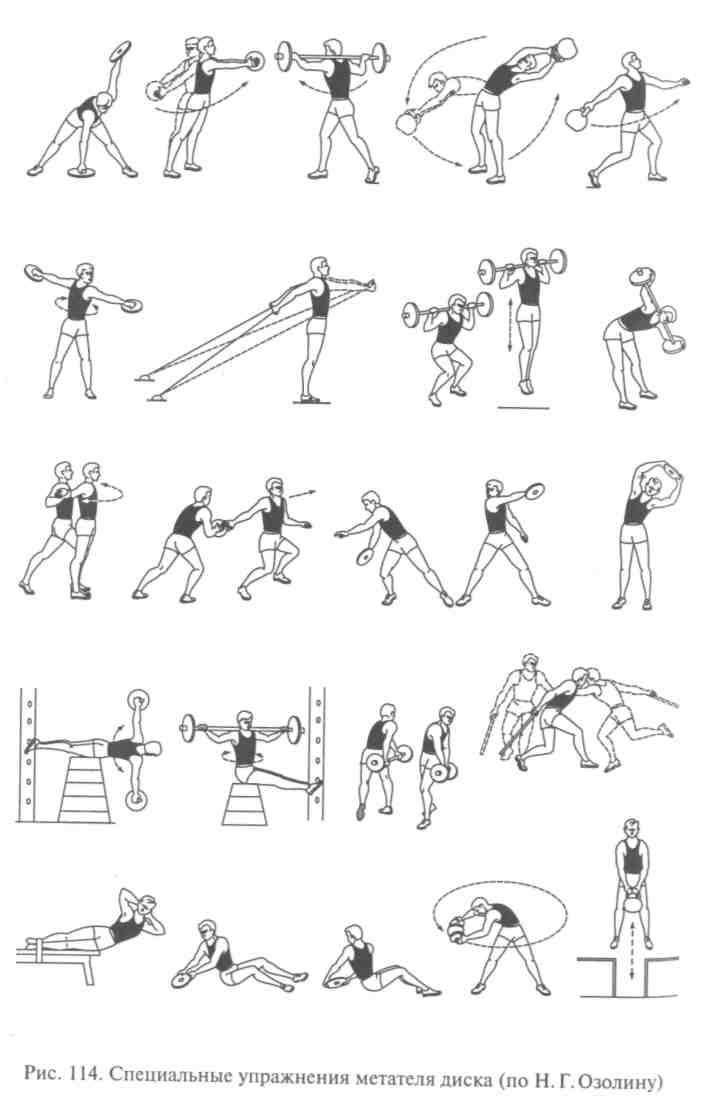 Рис. 114. Специальные упражнения метателя диска (по Н. Г. Озолину)